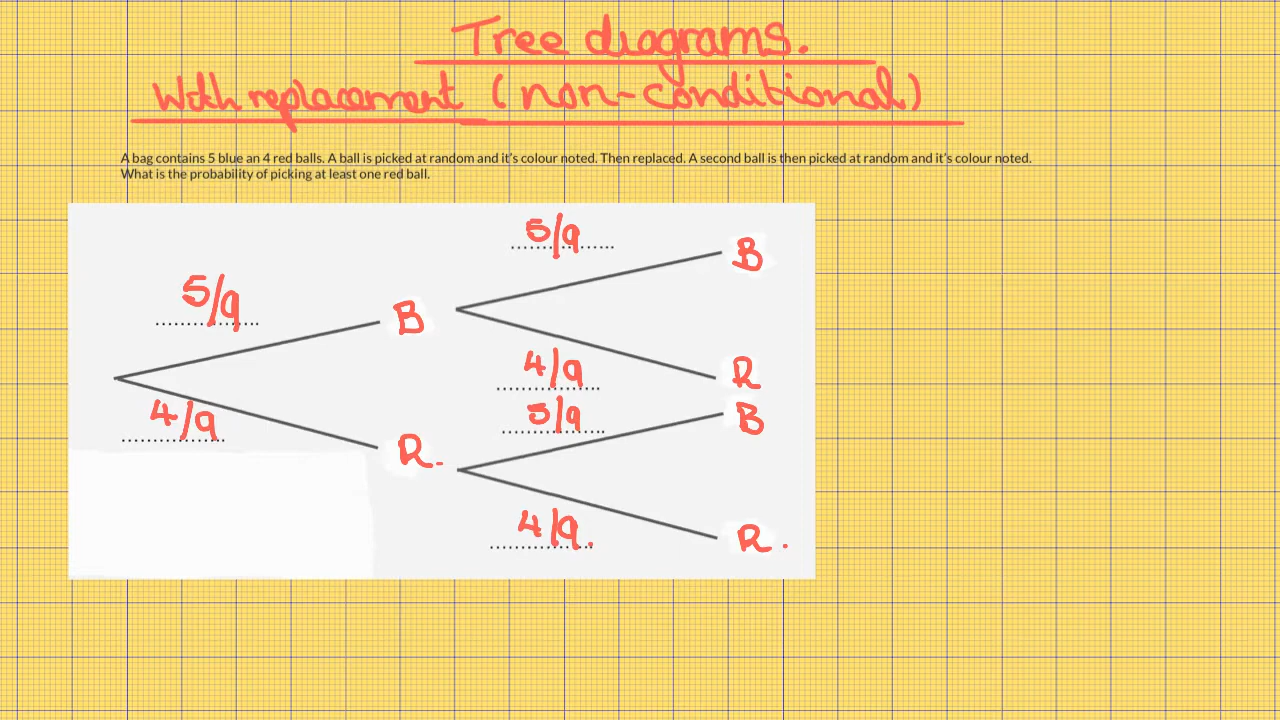 Tree diagrams.
With replacement (non-conditional)
A bag contains 5 blue an 4 red balls. A ball is picked at random and it's colour noted. Then replaced. A second ball is then picked at random and it's colour noted.
What is the probability of picking at least one red ball.
5/9
B
5/9
B
4/9
R
4/9
R.
5/9
B
4/9.
R.